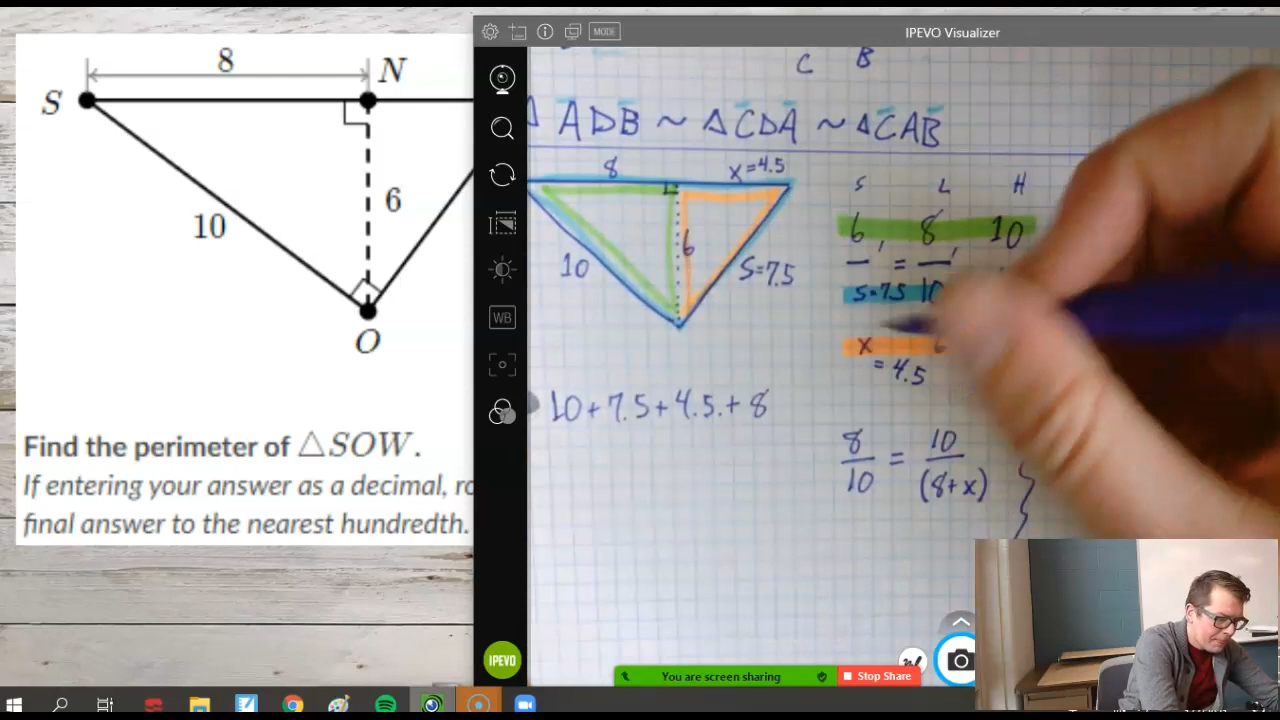 8
N
S
6
10
O
Find the perimeter of △SOW.
If entering your answer as a decimal,
final answer to the nearest hundredth.
MODE
IPEVO Visualizer
WB
IPEVO
C B
ADB ~ △CDA ~ △CAB
8 x=4.5
6
10 S=7.5
S L H
6, 8, 10
=
S=7.5 10
x
= 4.5
10+7.5+4.5.+8
8/10 = 10/(8+x)
You are screen sharing
Stop Share